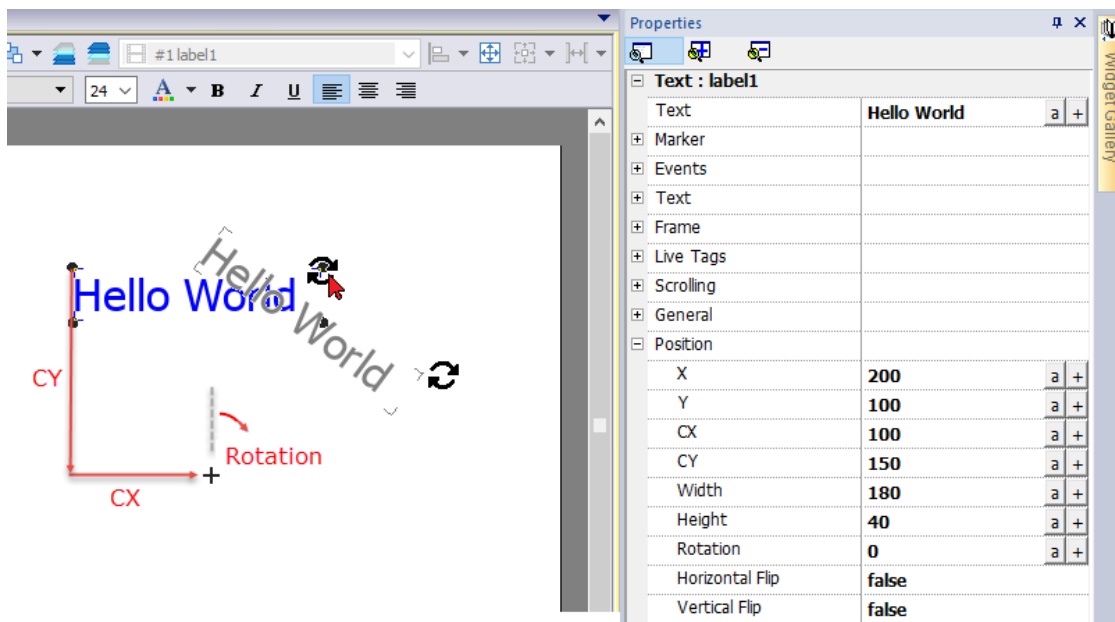 Properties
#1 label1
24 A B I U
Text : label1
Text Hello World a +
Marker
Events
Text
Frame
Live Tags
Scrolling
General
Position
X 200 a +
Y 100 a +
CX 100 a +
CY 150 a +
Width 180 a +
Height 40 a +
Rotation 0 a +
Horizontal Flip false
Vertical Flip false
Widget Gallery
Hello World
Hello World
CY
Rotation
CX